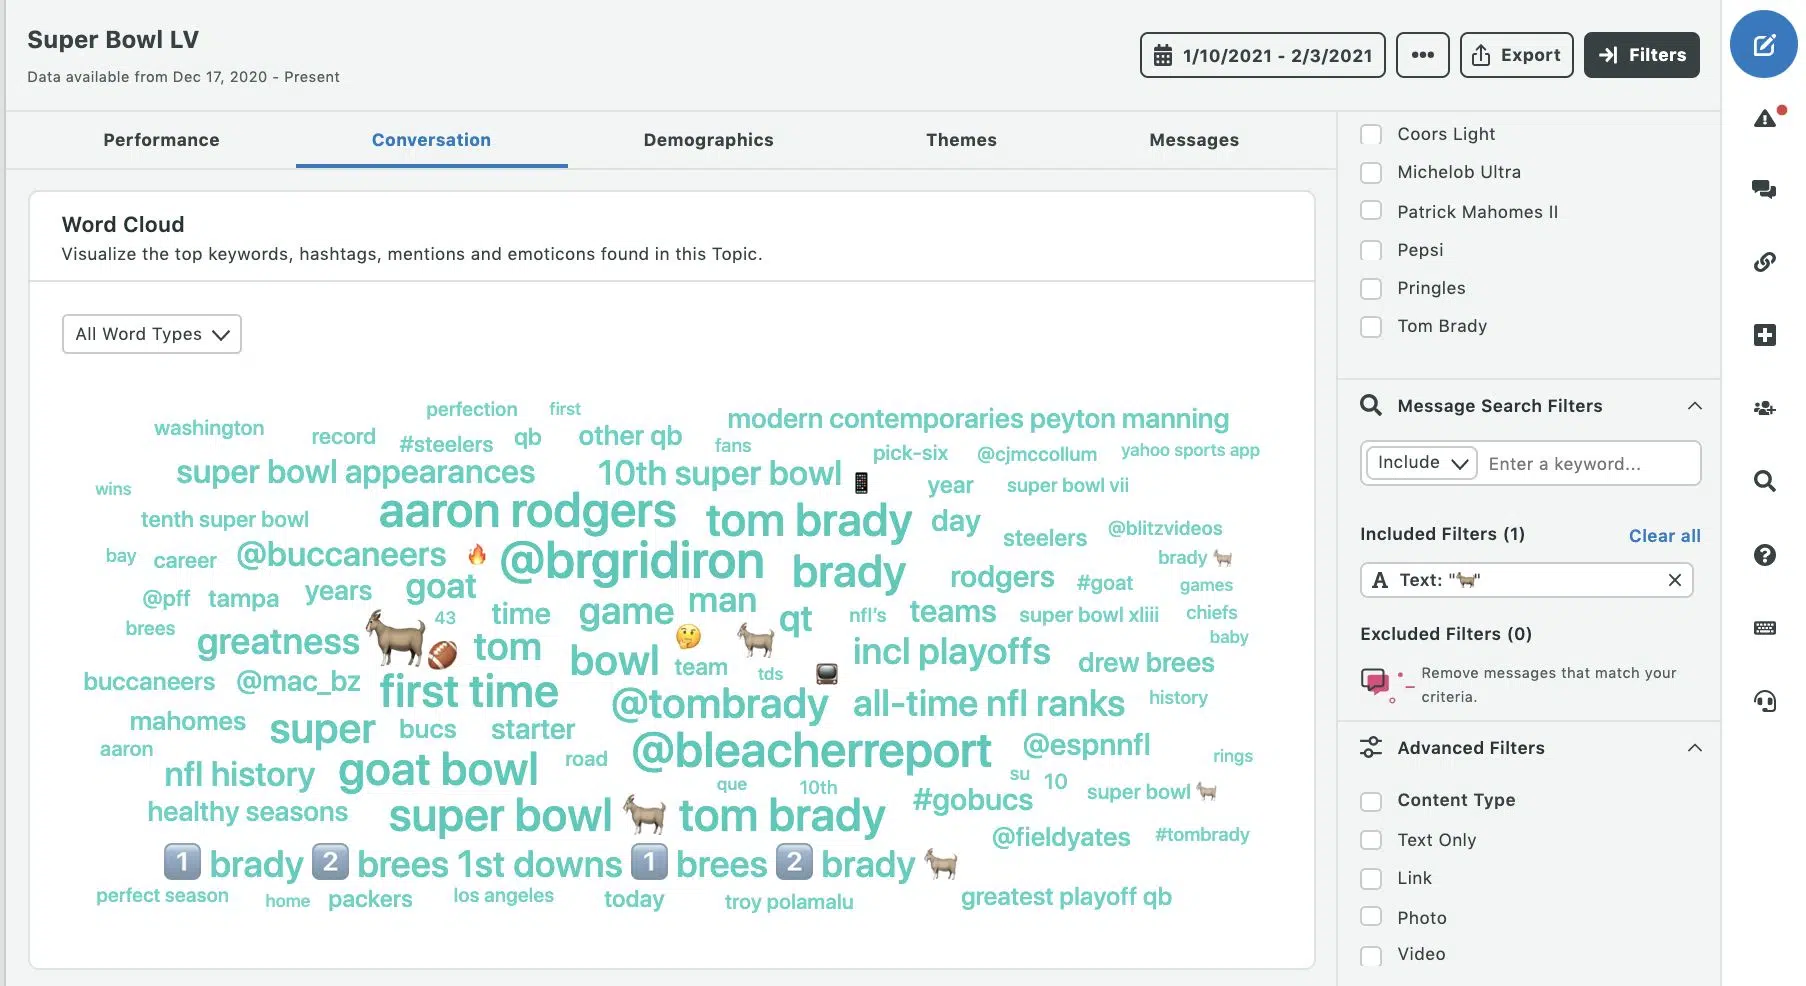 Super Bowl LV
Data available from Dec 17, 2020 - Present
1/10/2021 - 2/3/2021
•••
Export
Filters
Performance
Conversation
Demographics
Themes
Messages
Word Cloud
Visualize the top keywords, hashtags, mentions and emoticons found in this Topic.
All Word Types
perfection first
washington record #steelers qb other qb fans modern contemporaries peyton manning
pick-six @cjmccollum yahoo sports app
super bowl appearances 10th super bowl 📱
wins year super bowl vii
aaron rodgers tom brady day
tenth super bowl steelers @blitzvideos
bay career @buccaneers 🔥 @brgridiron brady brady 🐐
rodgers #goat games
@pff tampa years goat man
43 time game qt nfl's teams super bowl xliii chiefs
brees greatness 🐐 🏈 tom 🤔 🐐 baby
bowl team tds 📺 incl playoffs drew brees
buccaneers @mac_bz first time
@tombrady all-time nfl ranks history
mahomes super bucs starter
aaron @bleacherreport @espnnfl
nfl history goat bowl road rings
que 10th su 10
healthy seasons #gobucs super bowl 🐐
super bowl 🐐 tom brady
@fieldyates #tombrady
1️⃣ brady 2️⃣ brees 1st downs 1️⃣ brees 2️⃣ brady 🐐
perfect season home packers los angeles today troy polamalu greatest playoff qb
Coors Light
Michelob Ultra
Patrick Mahomes II
Pepsi
Pringles
Tom Brady
Message Search Filters
Include
Enter a keyword...
Included Filters (1)
Clear all
A Text: "🐐"
Excluded Filters (0)
Remove messages that match your
criteria.
Advanced Filters
Content Type
Text Only
Link
Photo
Video